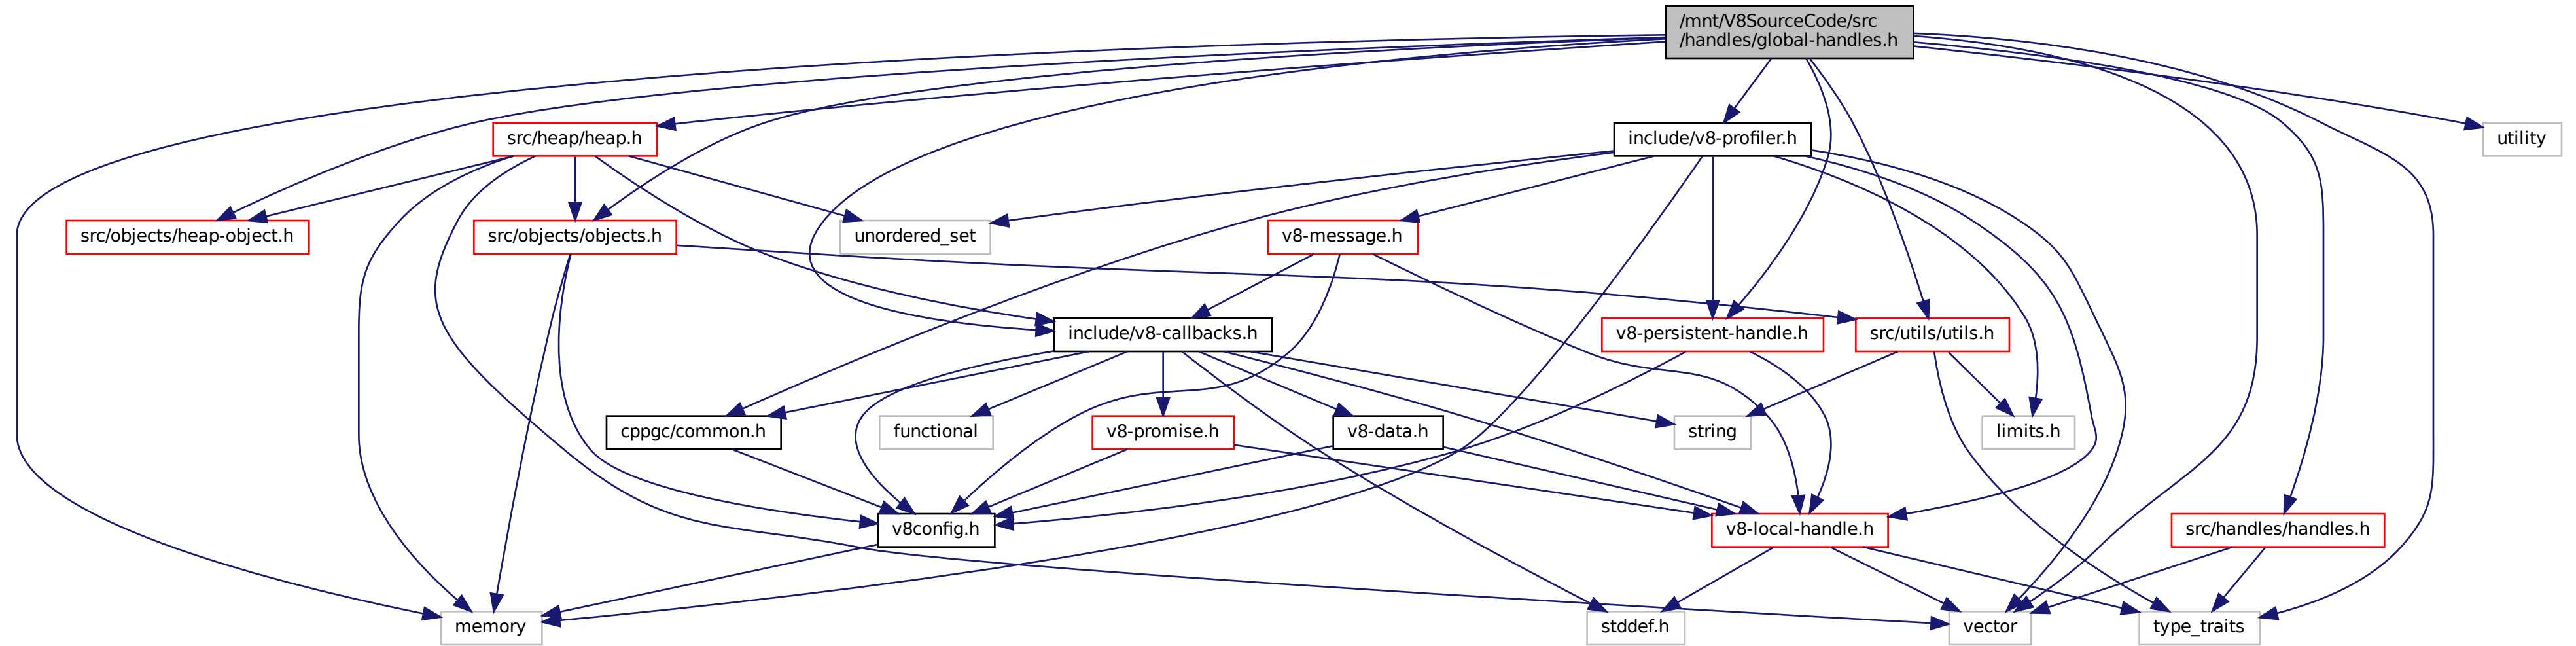 /mnt/V8SourceCode/src
/handles/global-handles.h
src/heap/heap.h
include/v8-profiler.h
utility
src/objects/heap-object.h
src/objects/objects.h
unordered_set
v8-message.h
include/v8-callbacks.h
v8-persistent-handle.h
src/utils/utils.h
cppgc/common.h
functional
v8-promise.h
v8-data.h
string
limits.h
v8config.h
v8-local-handle.h
src/handles/handles.h
memory
stddef.h
vector
type_traits